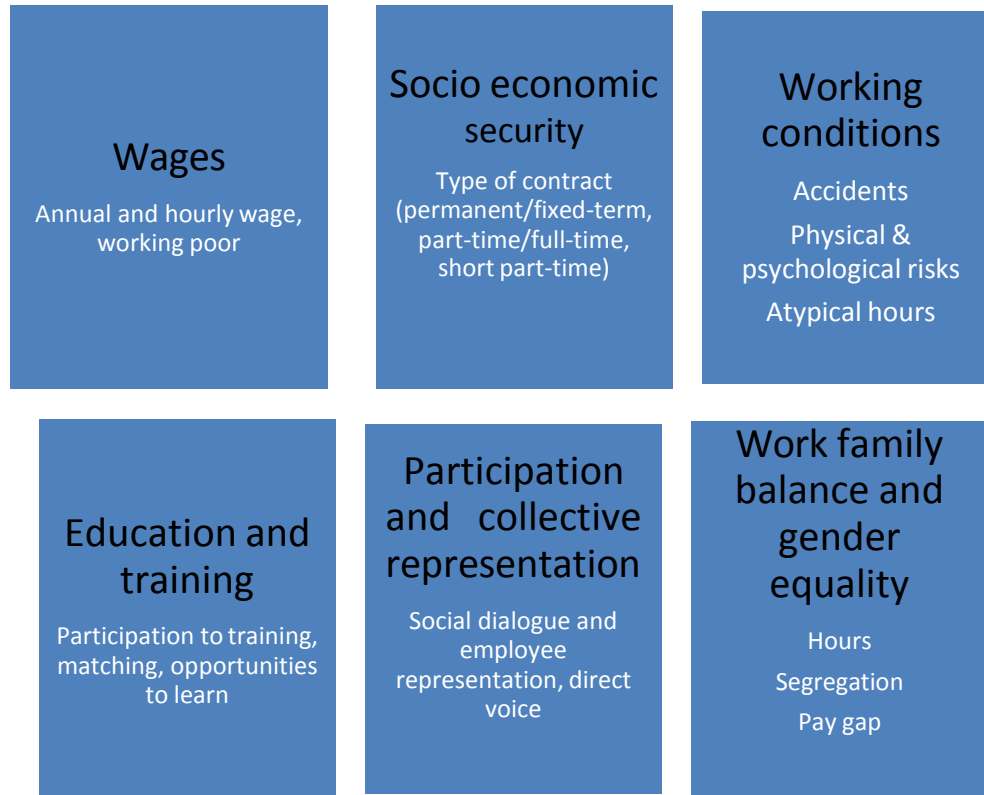 Wages
Annual and hourly wage,
working poor
Socio economic
security
Type of contract
(permanent/fixed-term,
part-time/full-time,
short part-time)
Working
conditions
Accidents
Physical &
psychological risks
Atypical hours
Education and
training
Participation to training,
matching, opportunities
to learn
Participation
and collective
representation
Social dialogue and
employee
representation, direct
voice
Work family
balance and
gender
equality
Hours
Segregation
Pay gap